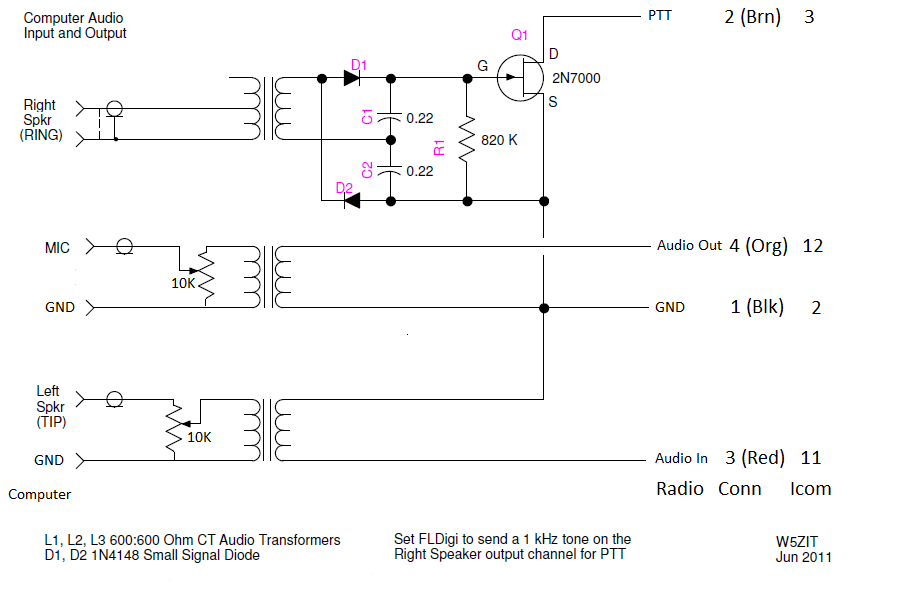 Computer Audio
Input and Output
PTT 2 (Brn) 3
Q1
D1
G
D
2N7000
S
Right
Spkr
(RING)
C1
0.22
R1
820 K
C2
0.22
D2
MIC
10K
Audio Out 4 (Org) 12
GND
GND 1 (Blk) 2
Left
Spkr
(TIP)
10K
GND
Audio In 3 (Red) 11
Computer
Radio Conn Icom
L1, L2, L3 600:600 Ohm CT Audio Transformers
D1, D2 1N4148 Small Signal Diode
Set FLDigi to send a 1 kHz tone on the
Right Speaker output channel for PTT
W5ZIT
Jun 2011